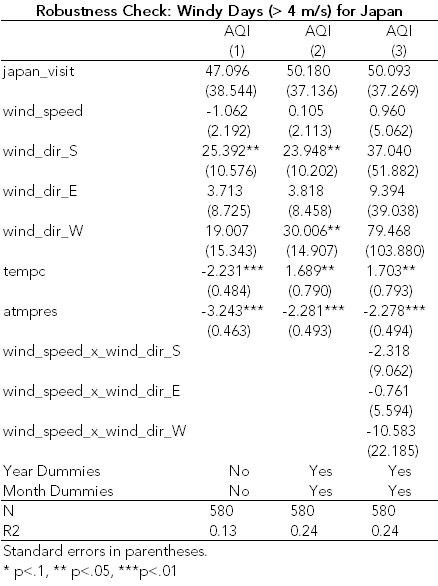 Robustness Check: Windy Days (> 4 m/s) for Japan
AQI AQI AQI
(1) (2) (3)
japan_visit 47.096 50.180 50.093
(38.544) (37.136) (37.269)
wind_speed -1.062 0.105 0.960
(2.192) (2.113) (5.062)
wind_dir_S 25.392** 23.948** 37.040
(10.576) (10.202) (51.882)
wind_dir_E 3.713 3.818 9.394
(8.725) (8.458) (39.038)
wind_dir_W 19.007 30.006** 79.468
(15.343) (14.907) (103.880)
tempc -2.231*** 1.689** 1.703**
(0.484) (0.790) (0.793)
atmpres -3.243*** -2.281*** -2.278***
(0.463) (0.493) (0.494)
wind_speed_x_wind_dir_S -2.318
(9.062)
wind_speed_x_wind_dir_E -0.761
(5.594)
wind_speed_x_wind_dir_W -10.583
(22.185)
Year Dummies No Yes Yes
Month Dummies No Yes Yes
N 580 580 580
R2 0.13 0.24 0.24
Standard errors in parentheses.
* p<.1, ** p<.05, ***p<.01